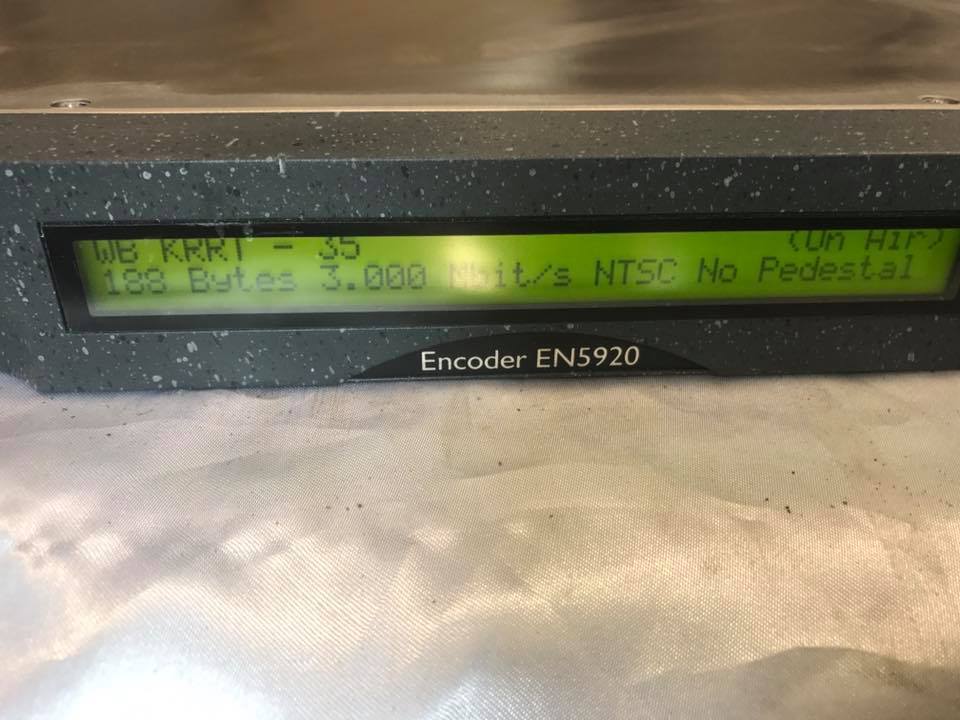 WB KRRT - 35 (On Air)
188 Bytes 3.000 Mbit/s NTSC No Pedestal
Encoder EN5920